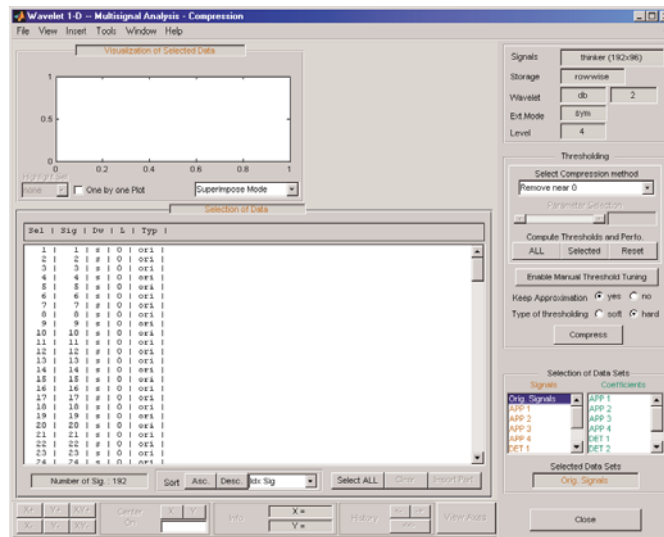 Wavelet 1-D -- Multisignal Analysis - Compression
File View Insert Tools Window Help
Visualization of Selected Data
1
0.5
0
0 0.2 0.4 0.6 0.8 1
Highlight Sel
none One by one Plot Superimpose Mode
Selection of Data
Sel | Sig | Dw | L | Typ |
1 | 1 | s | 0 | ori |
2 | 2 | s | 0 | ori |
3 | 3 | s | 0 | ori |
4 | 4 | s | 0 | ori |
5 | 5 | s | 0 | ori |
6 | 6 | s | 0 | ori |
7 | 7 | s | 0 | ori |
8 | 8 | s | 0 | ori |
9 | 9 | s | 0 | ori |
10 | 10 | s | 0 | ori |
11 | 11 | s | 0 | ori |
12 | 12 | s | 0 | ori |
13 | 13 | s | 0 | ori |
14 | 14 | s | 0 | ori |
15 | 15 | s | 0 | ori |
16 | 16 | s | 0 | ori |
17 | 17 | s | 0 | ori |
18 | 18 | s | 0 | ori |
19 | 19 | s | 0 | ori |
20 | 20 | s | 0 | ori |
21 | 21 | s | 0 | ori |
22 | 22 | s | 0 | ori |
23 | 23 | s | 0 | ori |
24 | 24 | s | 0 | ori |
Number of Sig. : 192 Sort Asc. Desc. Idx Sig Select ALL Clear Import Part
X+ Y+ XY+
X- Y- XY-
Center
On
X Y
Info
X =
Y =
History
View Axes
Signals thinker (192x96)
Storage rowwise
Wavelet db 2
Ext.Mode sym
Level 4
Thresholding
Select Compression method
Remove near 0
Parameter Selection
Compute Thresholds and Perfo.
ALL Selected Reset
Enable Manual Threshold Tuning
Keep Approximation yes no
Type of thresholding soft hard
Compress
Selection of Data Sets
Signals Coefficients
Orig. Signals APP 1
APP 1 APP 2
APP 2 APP 3
APP 3 APP 4
APP 4 DET 1
DET 1 DET 2
Selected Data Sets
Orig. Signals
Close